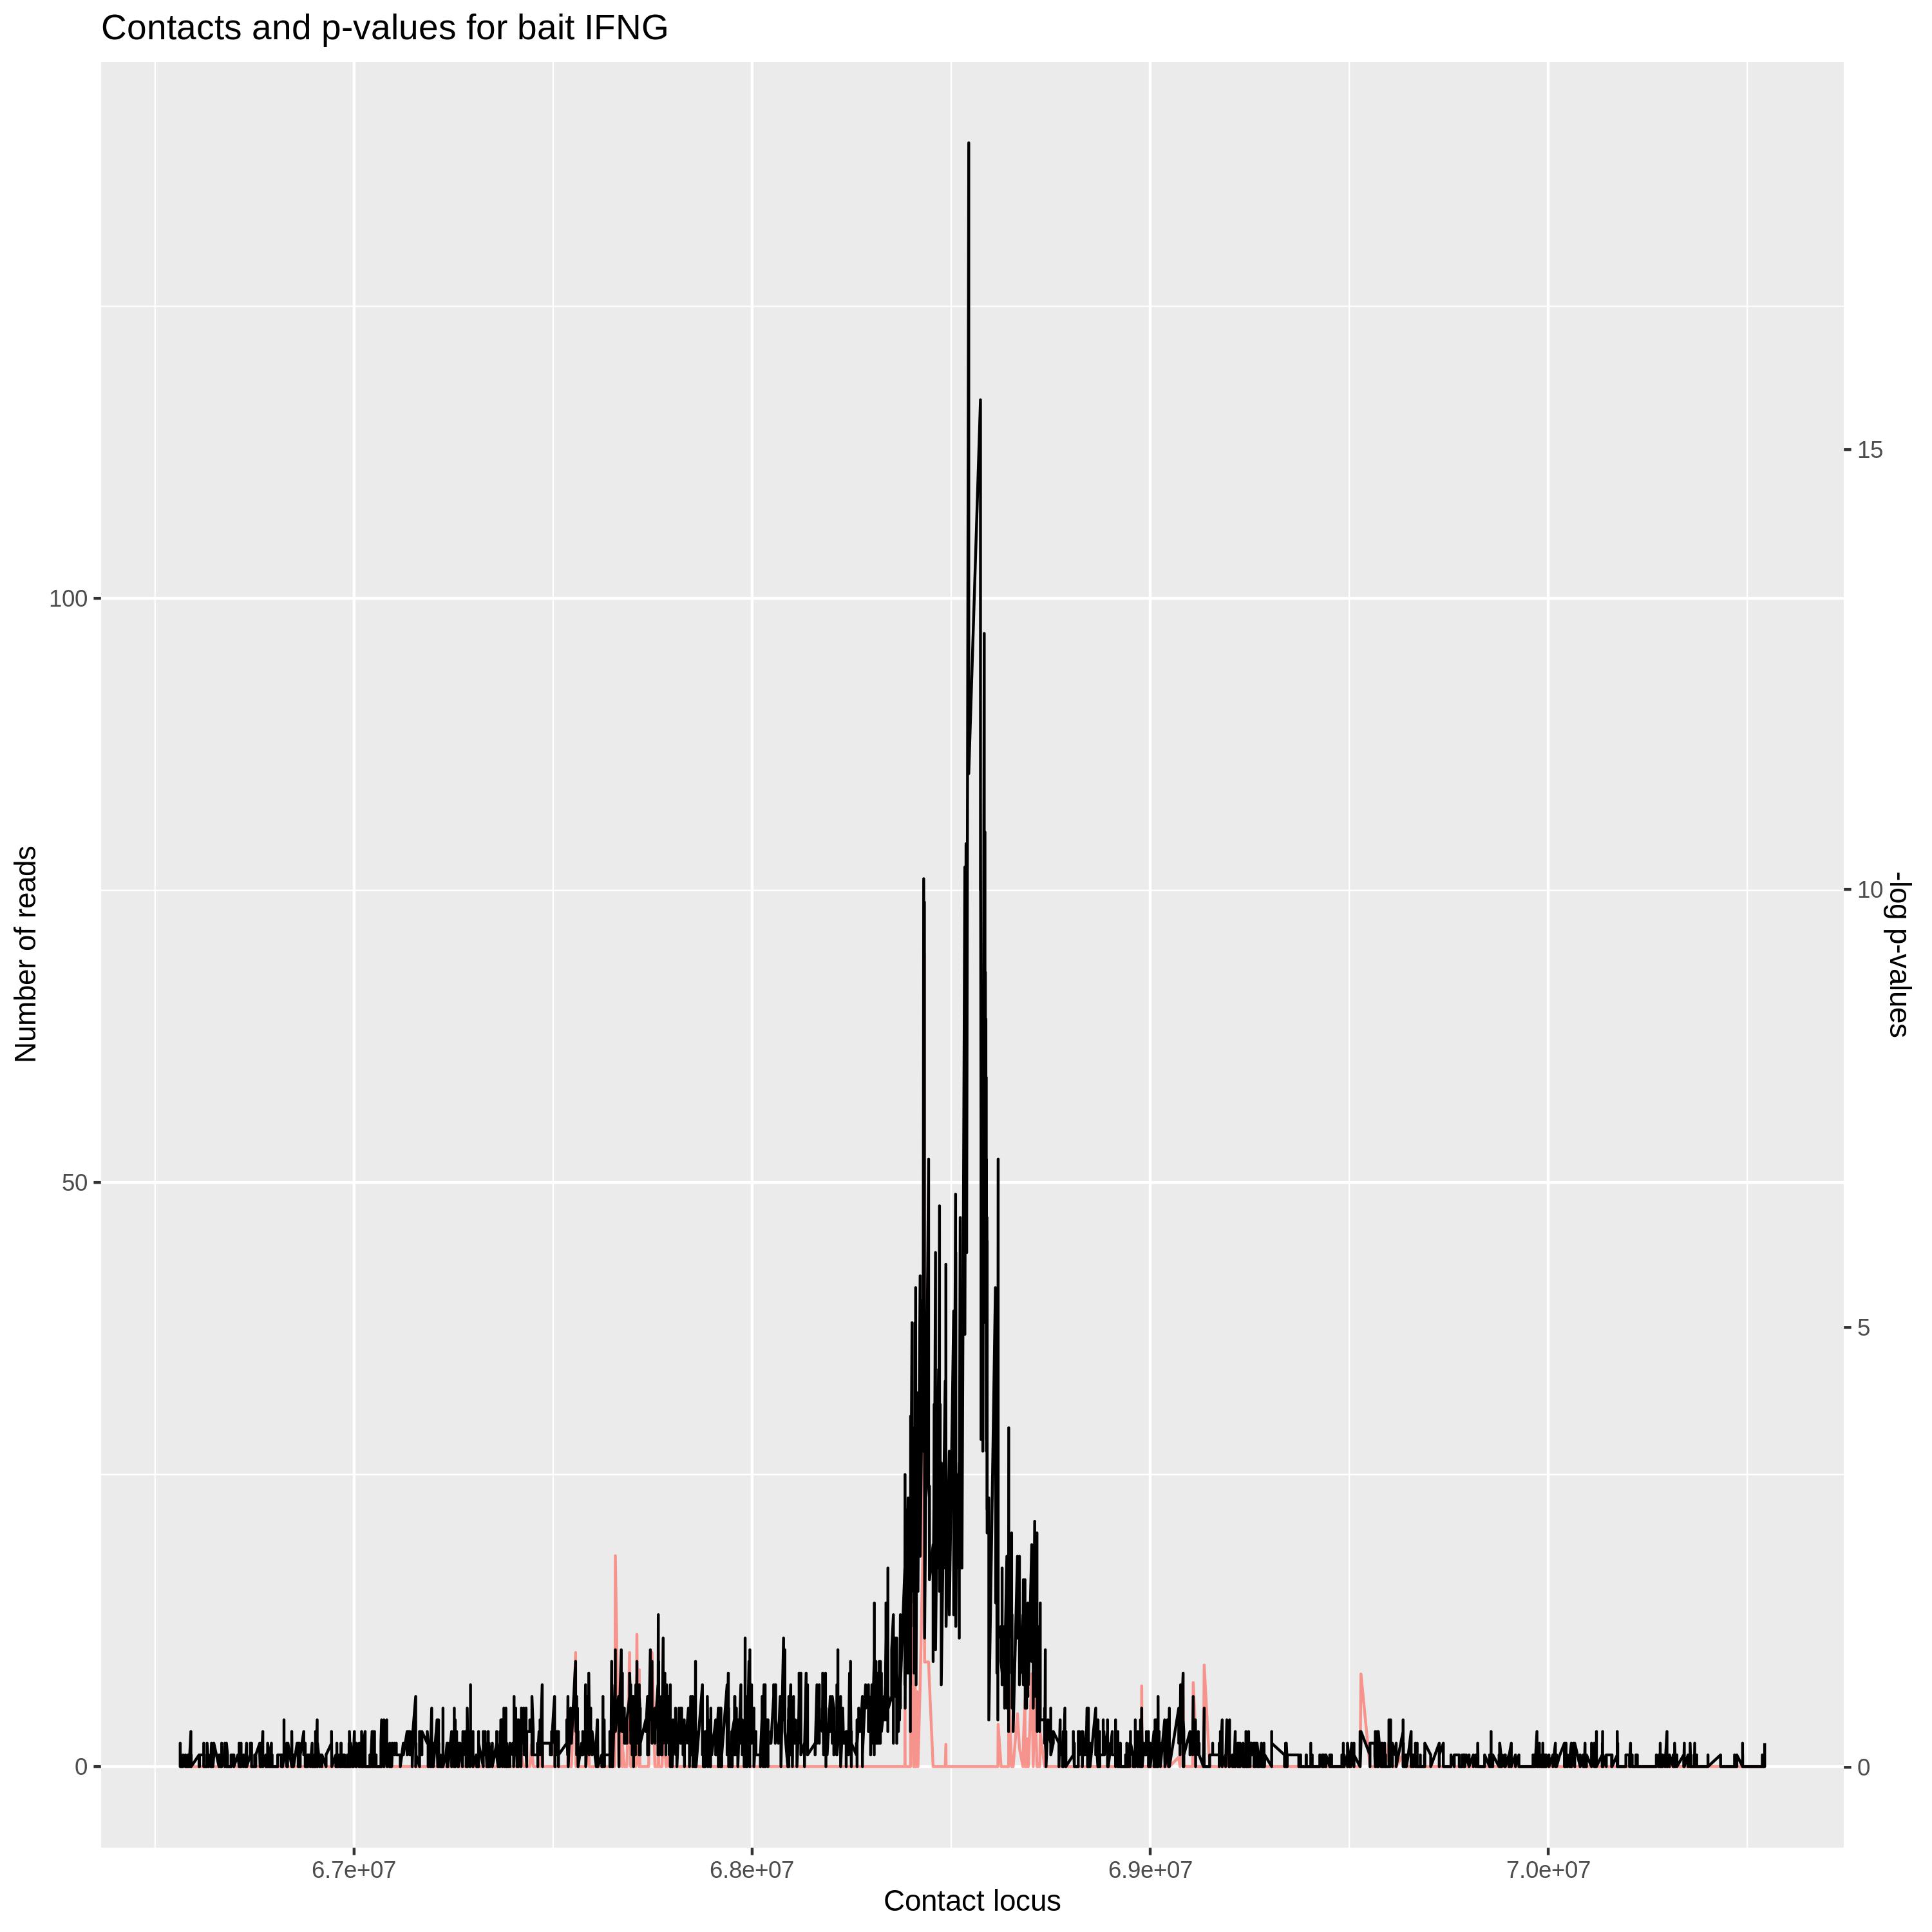 Contacts and p-values for bait IFNG
Number of reads
100
50
0
15
10
5
0
-log p-values
6.7e+07
6.8e+07
6.9e+07
7.0e+07
Contact locus